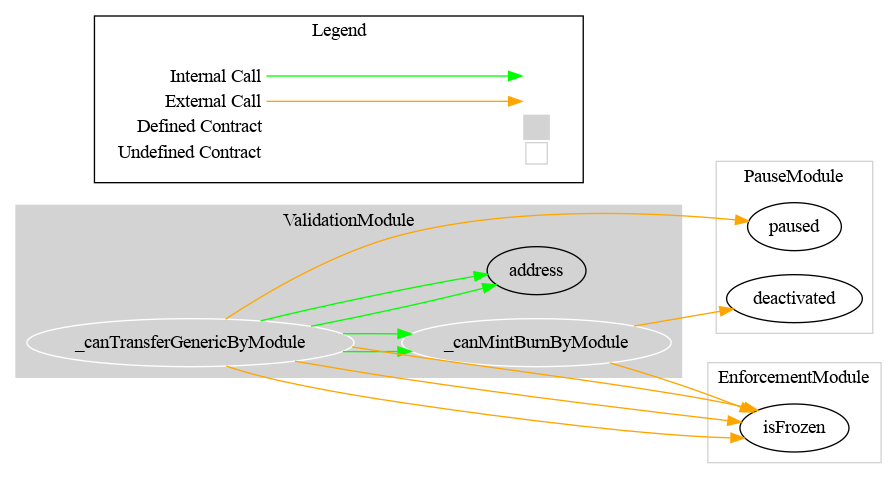 Legend
Internal Call
External Call
Defined Contract
Undefined Contract
PauseModule
paused
deactivated
ValidationModule
address
_canTransferGenericByModule
_canMintBurnByModule
EnforcementModule
isFrozen